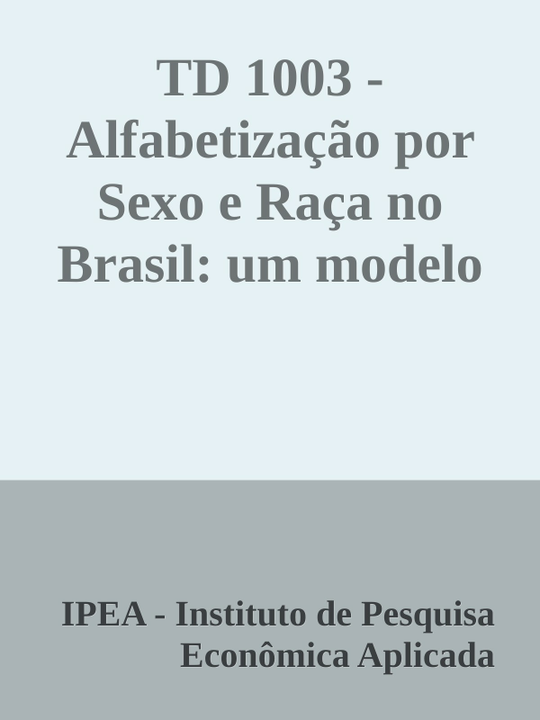 TD 1003 -
Alfabetização por
Sexo e Raça no
Brasil: um modelo
IPEA - Instituto de Pesquisa
Econômica Aplicada